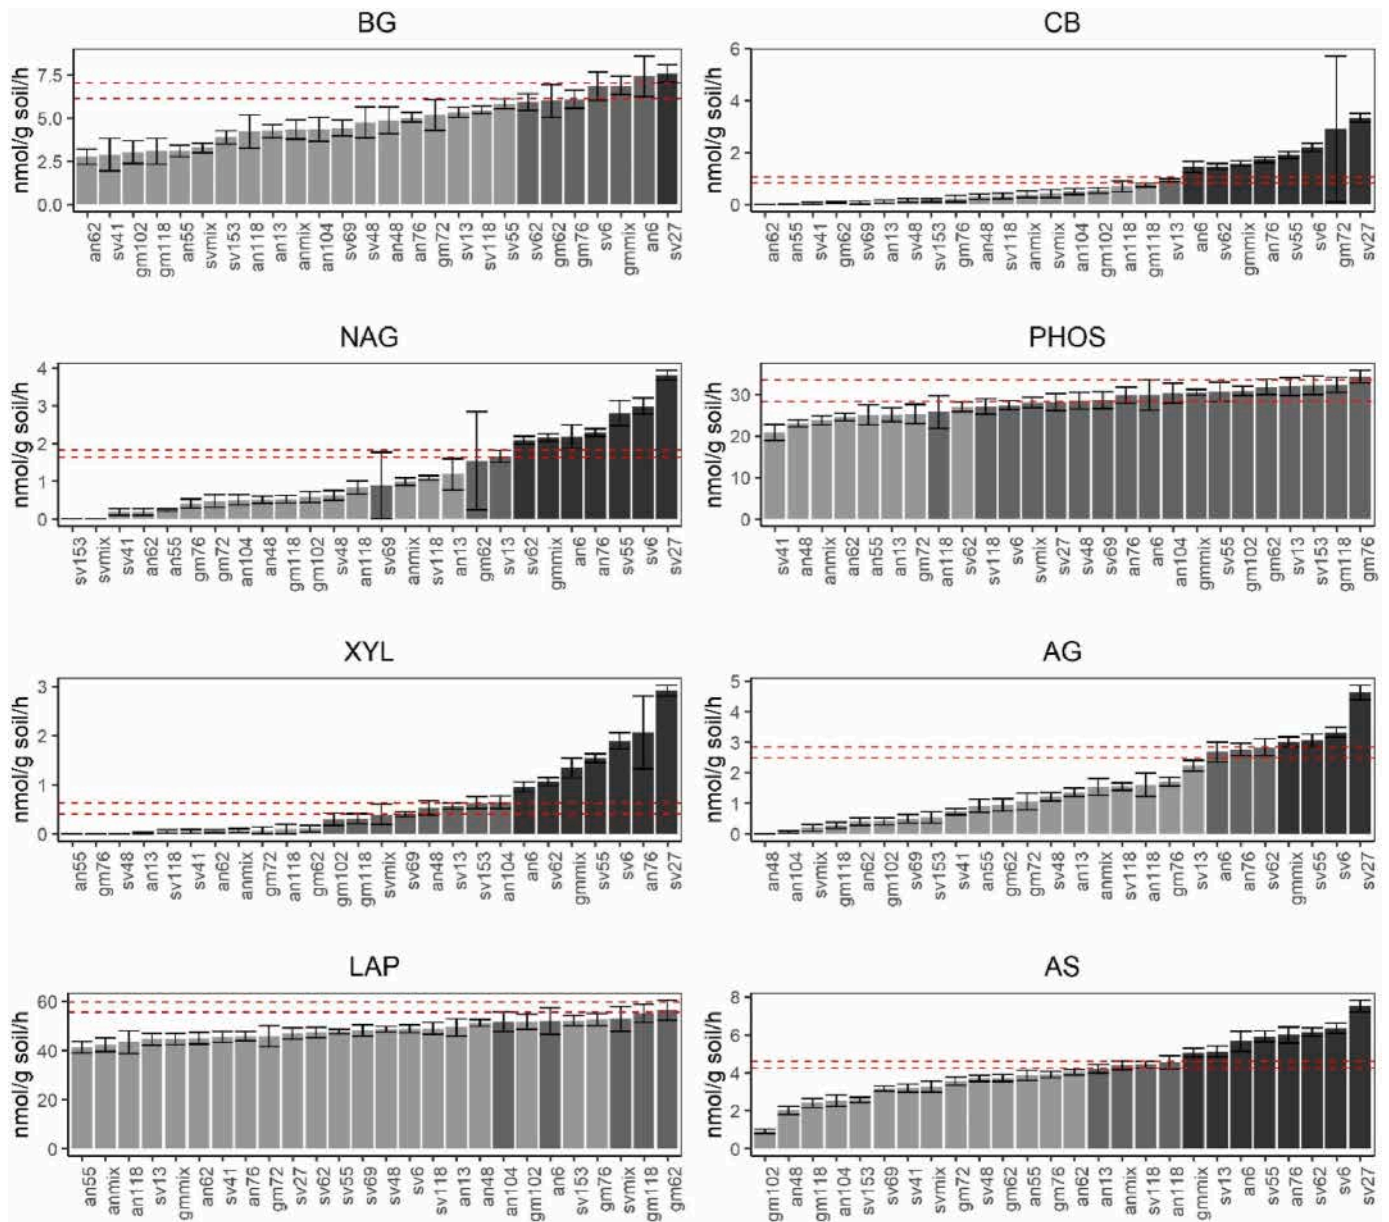 BG
nmol/g soil/h
7.5
5.0
2.5
0.0
an62 sv41 gm102 gm118 an55 svmix sv153 an118 an13 anmix an104 sv69 sv48 an48 an76 gm72 sv13 sv118 sv55 sv62 gm62 gm76 sv6 gmmix an6 sv27
CB
nmol/g soil/h
6
4
2
0
an62 an55 sv41 gm62 sv69 an13 sv48 sv153 gm76 an48 sv118 anmix svmix an104 gm102 an118 gm118 sv13 an6 sv62 gmmix an76 sv55 sv6 gm72 sv27
NAG
nmol/g soil/h
4
3
2
1
0
sv153 svmix sv41 an62 an55 gm76 gm72 an104 an48 gm118 gm102 sv48 an118 sv69 anmix sv118 an13 gm62 sv13 sv62 gmmix an6 an76 sv55 sv6 sv27
PHOS
nmol/g soil/h
30
20
10
0
sv41 an48 anmix an62 an55 an13 gm72 an118 sv62 sv118 sv6 svmix sv27 sv48 sv69 an76 an6 an104 gmmix sv55 gm102 gm62 sv13 sv153 gm118 gm76
XYL
nmol/g soil/h
3
2
1
0
an55 gm76 sv48 an13 sv118 sv41 an62 anmix gm72 an118 gm62 gm102 gm118 svmix sv69 an48 sv13 sv153 an104 an6 sv62 gmmix sv55 sv6 an76 sv27
AG
nmol/g soil/h
5
4
3
2
1
0
an48 an104 svmix gm118 an62 gm102 sv69 sv153 sv41 an55 gm62 gm72 sv48 an13 anmix sv118 an118 gm76 sv13 an6 an76 sv62 gmmix sv55 sv6 sv27
LAP
nmol/g soil/h
60
40
20
0
an55 anmix an118 sv13 gmmix an62 sv41 an76 gm72 sv27 sv62 sv55 sv69 sv48 sv6 sv118 an13 an48 an104 gm102 an6 sv153 gm76 svmix gm118 gm62
AS
nmol/g soil/h
8
6
4
2
0
gm102 an48 gm118 an104 sv153 sv69 sv41 svmix gm72 sv48 gm62 an55 gm76 an62 an13 anmix sv118 an118 gmmix sv13 an6 sv55 an76 sv62 sv6 sv27